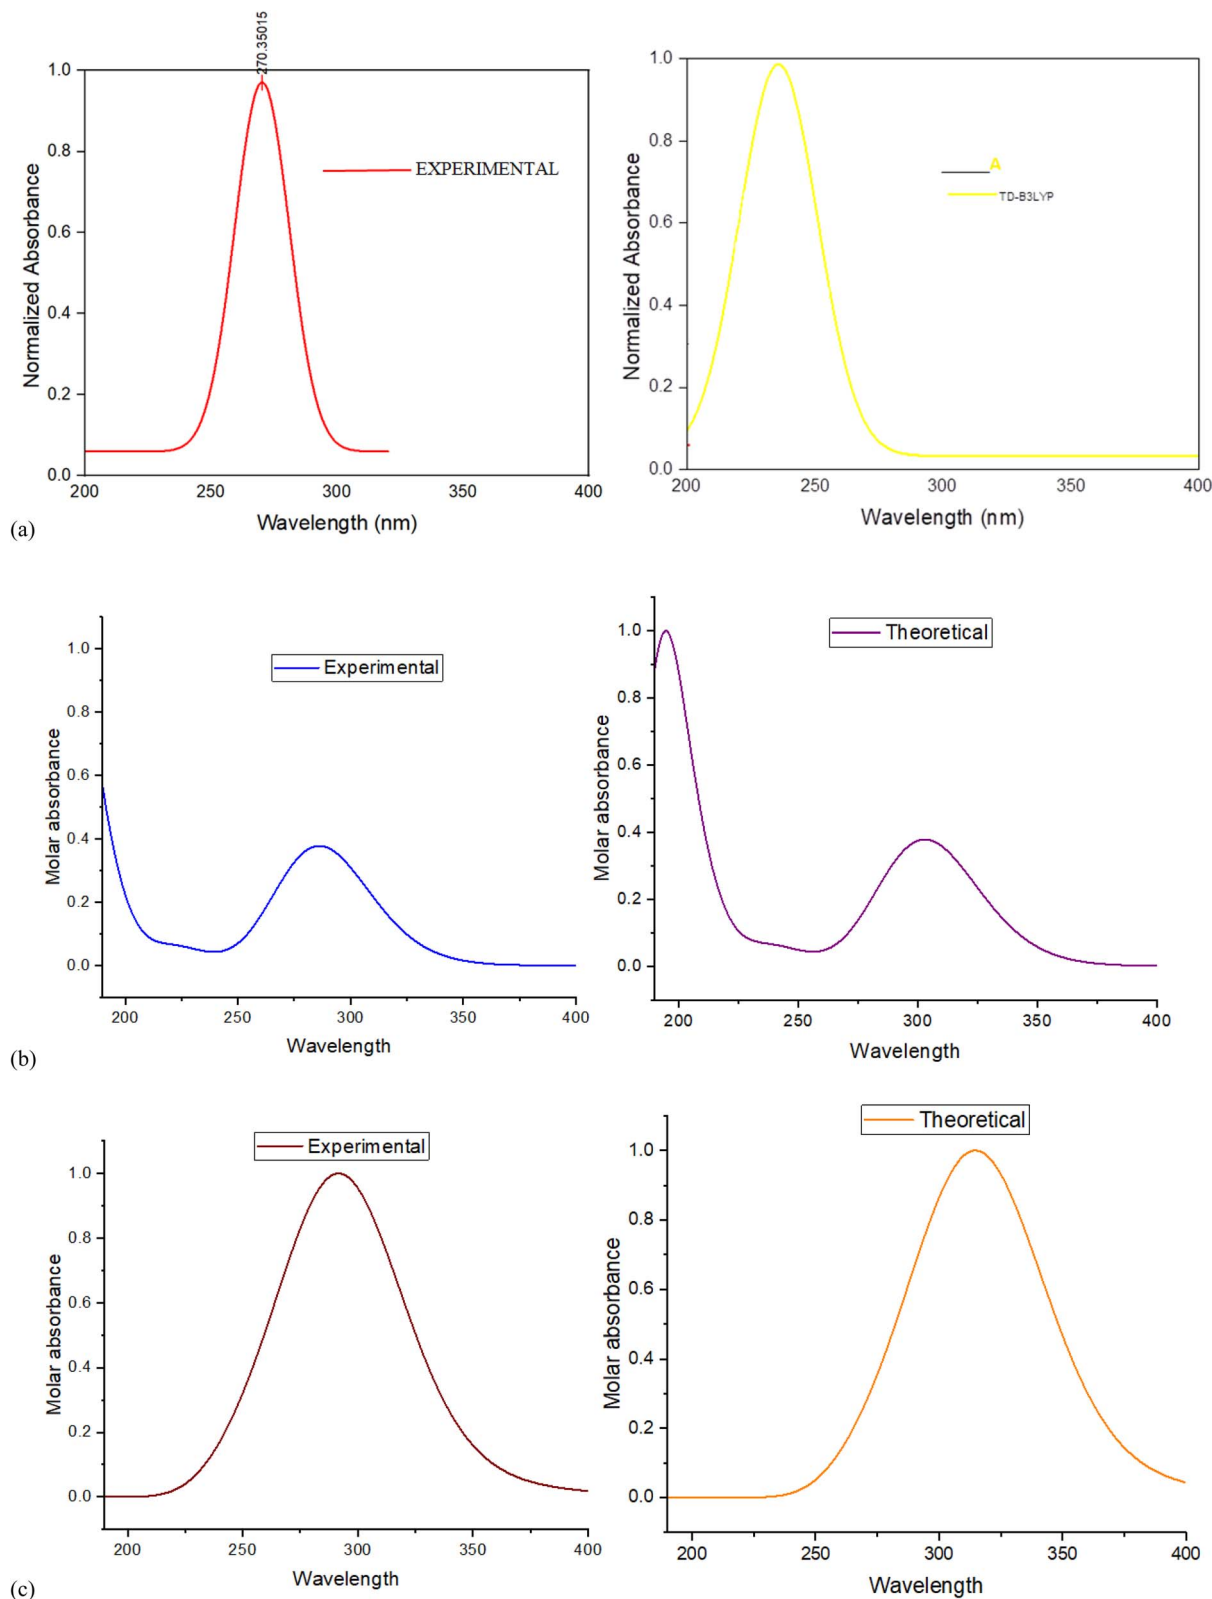 270.35015
1.0
0.8
0.6
0.4
0.2
0.0
Normalized Absorbance
EXPERIMENTAL
200 250 300 350 400
Wavelength (nm)
1.0
0.8
0.6
0.4
0.2
0.0
Normalized Absorbance
A
TD-B3LYP
200 250 300 350 400
Wavelength (nm)
(a)
1.0
0.8
0.6
0.4
0.2
0.0
Molar absorbance
Experimental
200 250 300 350 400
Wavelength
1.0
0.8
0.6
0.4
0.2
0.0
Molar absorbance
Theoretical
200 250 300 350 400
Wavelength
(b)
1.0
0.8
0.6
0.4
0.2
0.0
Molar absorbance
Experimental
200 250 300 350 400
Wavelength
1.0
0.8
0.6
0.4
0.2
0.0
Molar absorbance
Theoretical
200 250 300 350 400
Wavelength
(c)